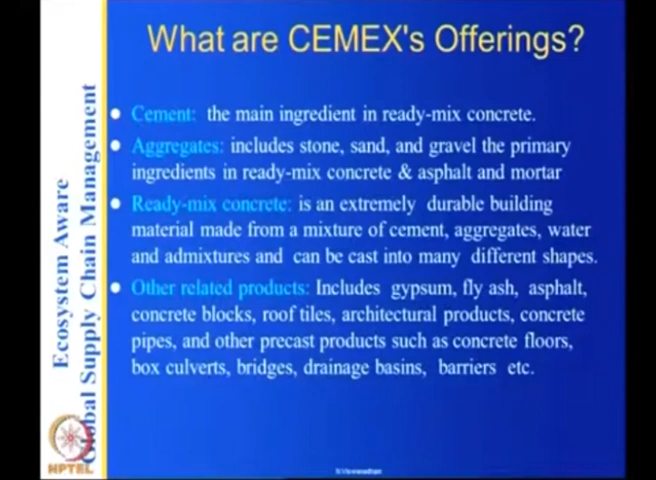 What are CEMEX's Offerings?
Cement: the main ingredient in ready-mix concrete.
Aggregates: includes stone, sand, and gravel the primary
ingredients in ready-mix concrete & asphalt and mortar
Ready-mix concrete: is an extremely durable building
material made from a mixture of cement, aggregates, water
and admixtures and can be cast into many different shapes.
Other related products: Includes gypsum, fly ash, asphalt,
concrete blocks, roof tiles, architectural products, concrete
pipes, and other precast products such as concrete floors,
box culverts, bridges, drainage basins, barriers etc.
Ecosystem Aware
Global Supply Chain Management
NPTEL
N.Viswanadham